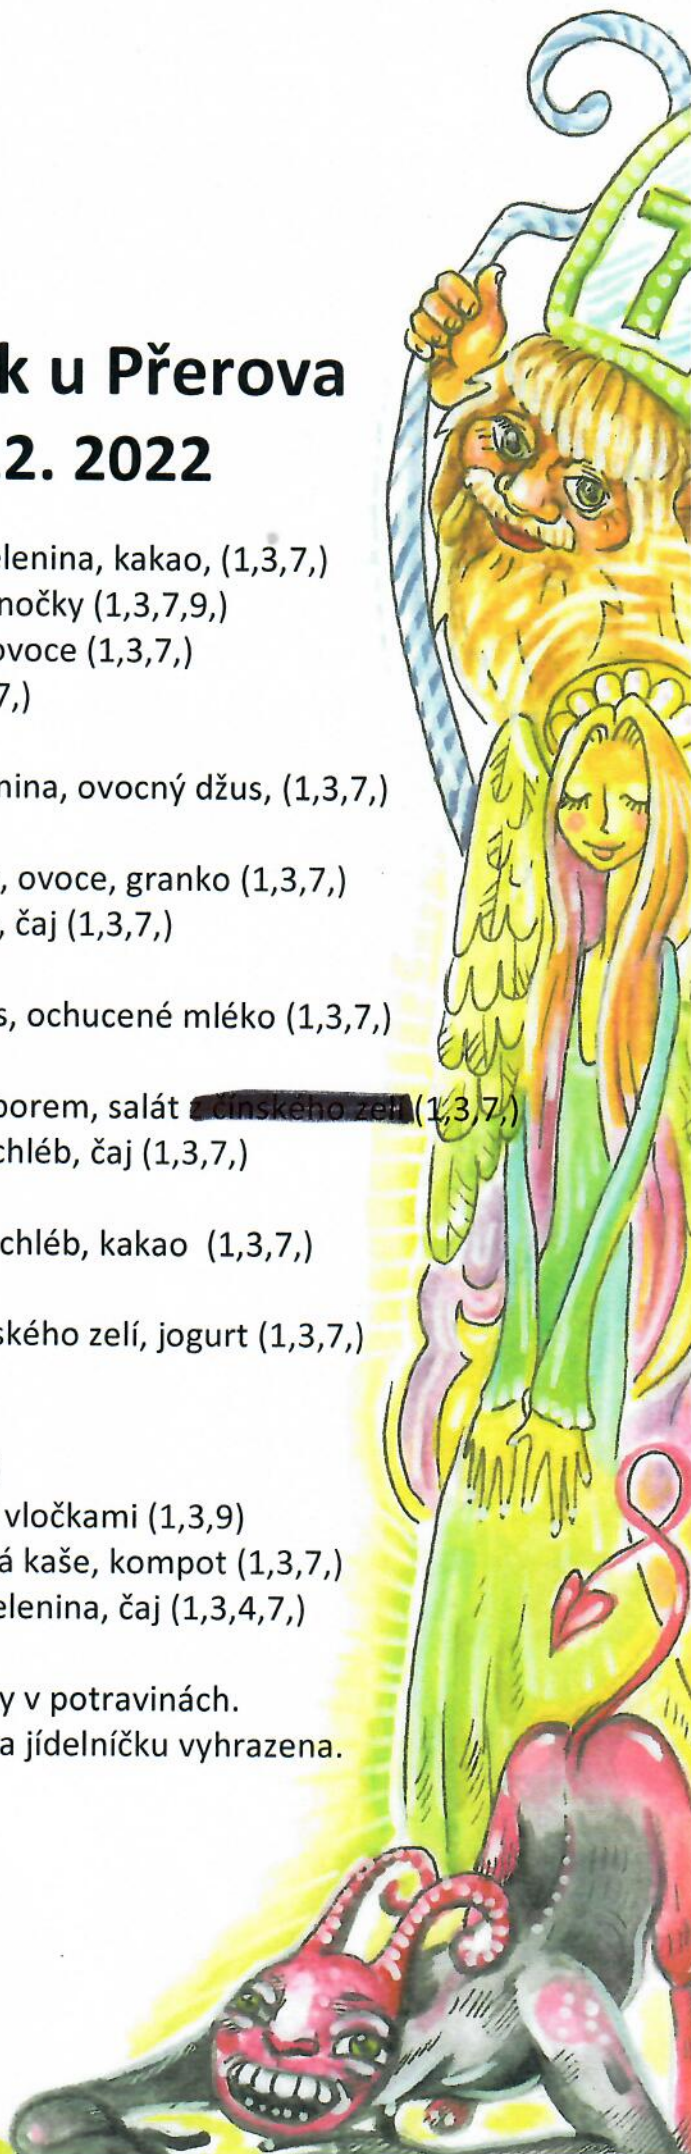 k u Přerova
2. 2022
elenina, kakao, (1,3,7,)
nočky (1,3,7,9,)
ovoce (1,3,7,)
7,)
nina, ovocný džus, (1,3,7,)
, ovoce, granko (1,3,7,)
, čaj (1,3,7,)
s, ochucené mléko (1,3,7,)
porem, salát z čínského zelí (1,3,7,)
chléb, čaj (1,3,7,)
chléb, kakao (1,3,7,)
ského zelí, jogurt (1,3,7,)
vločkami (1,3,9)
á kaše, kompot (1,3,7,)
elenina, čaj (1,3,4,7,)
y v potravinách.
a jídelníčku vyhrazena.
T